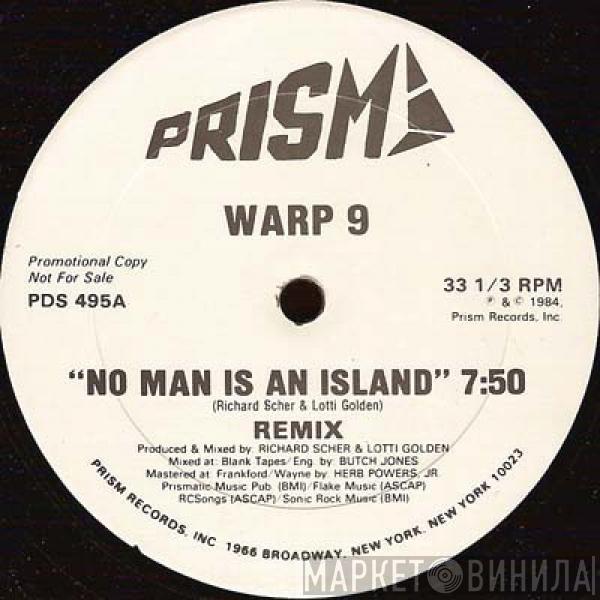 PRISM
WARP 9
Promotional Copy
Not For Sale
PDS 495A
33 1/3 RPM
℗ & © 1984,
Prism Records, Inc.
"NO MAN IS AN ISLAND" 7:50
(Richard Scher & Lotti Golden)
REMIX
Produced & Mixed by: RICHARD SCHER & LOTTI GOLDEN
Mixed at: Blank Tapes/Eng. by: BUTCH JONES
Mastered at: Frankford/Wayne by: HERB POWERS, JR.
Prismatic Music Pub. (BMI)/Flake Music (ASCAP)
RCSongs (ASCAP)/Sonic Rock Music (BMI)
PRISM RECORDS, INC. 1966 BROADWAY, NEW YORK, NEW YORK 10023
МАРКЕТ ВИНИЛА